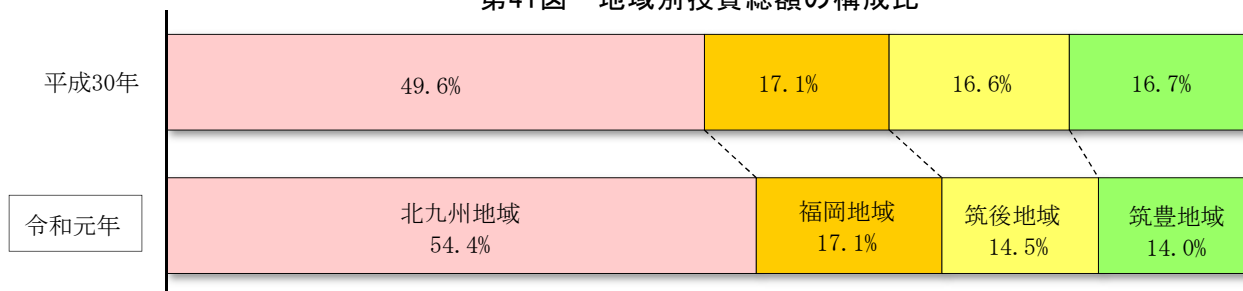 第41図　地域別投資総額の構成比
平成30年
49.6%
17.1%
16.6%
16.7%
令和元年
北九州地域
54.4%
福岡地域
17.1%
筑後地域
14.5%
筑豊地域
14.0%